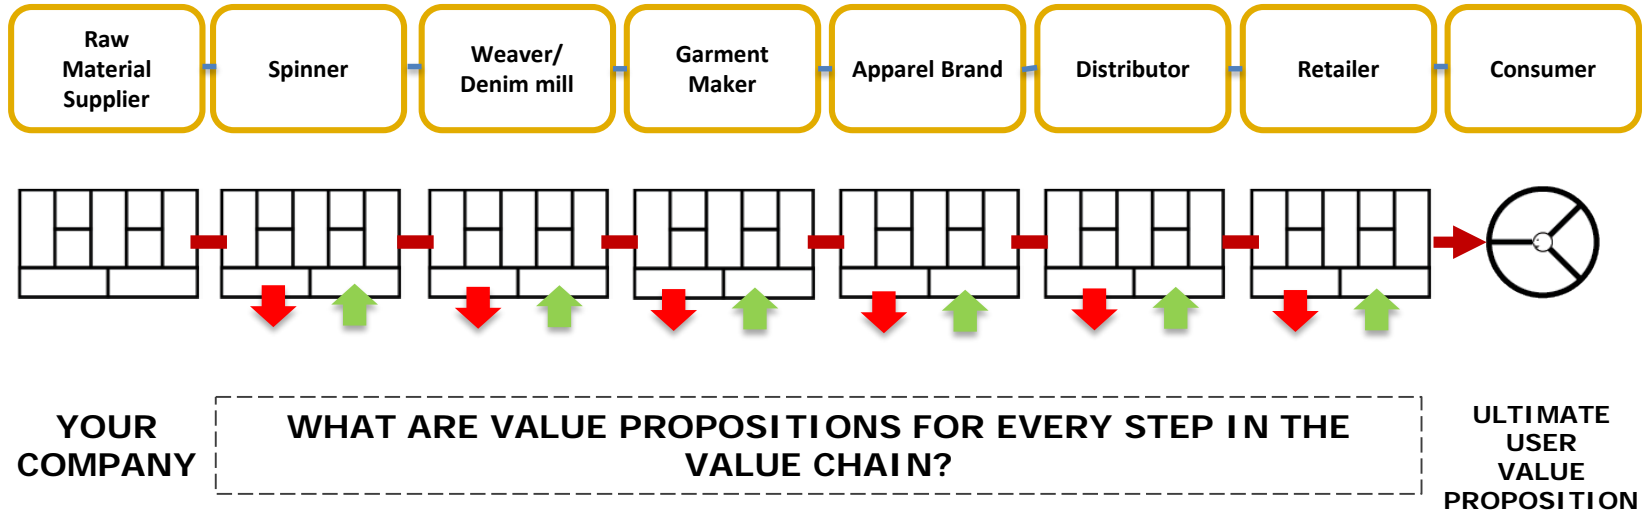 Raw
Material
Supplier
Spinner
Weaver/
Denim mill
Garment
Maker
Apparel Brand
Distributor
Retailer
Consumer
YOUR
COMPANY
WHAT ARE VALUE PROPOSITIONS FOR EVERY STEP IN THE
VALUE CHAIN?
ULTIMATE
USER
VALUE
PROPOSITION